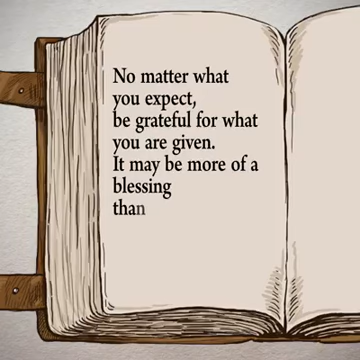 No matter what
you expect,
be grateful for what
you are given.
It may be more of a
blessing
than